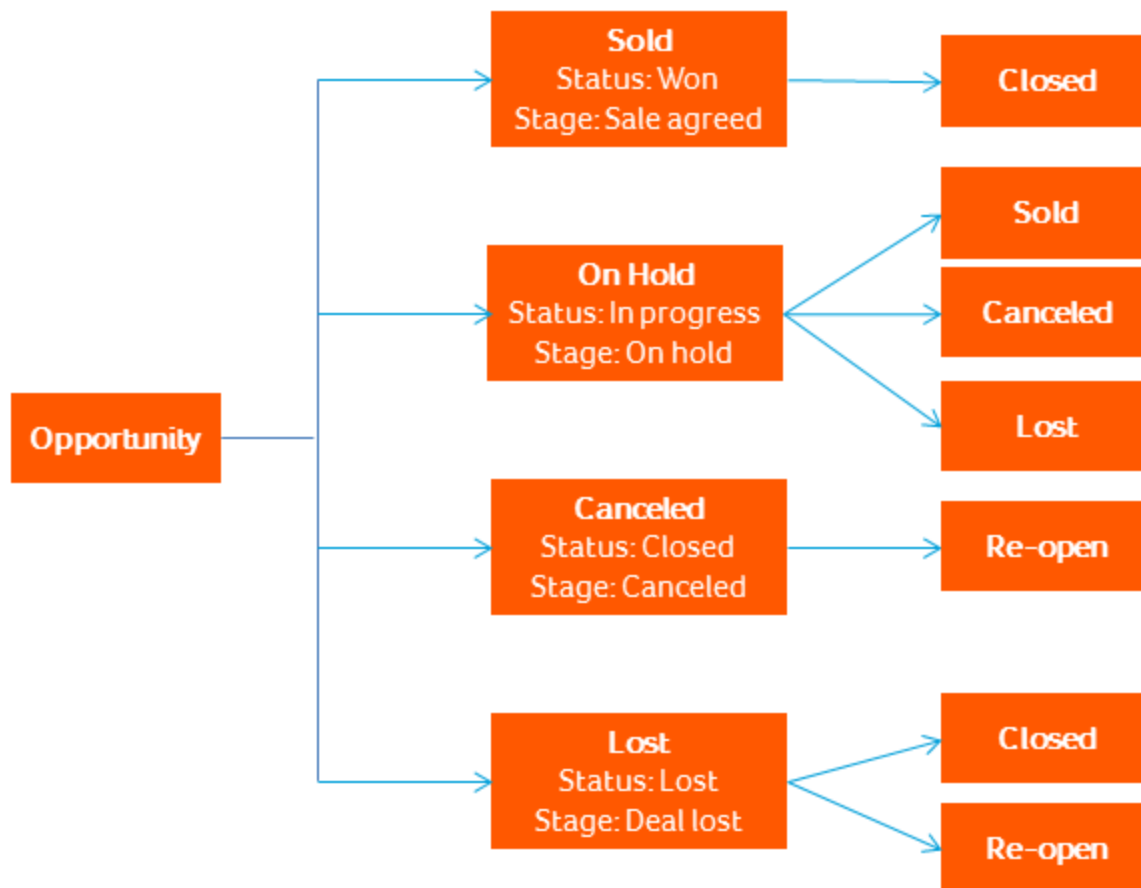 Opportunity
Sold
Status: Won
Stage: Sale agreed
Closed
On Hold
Status: In progress
Stage: On hold
Sold
Canceled
Lost
Canceled
Status: Closed
Stage: Canceled
Re-open
Lost
Status: Lost
Stage: Deal lost
Closed
Re-open